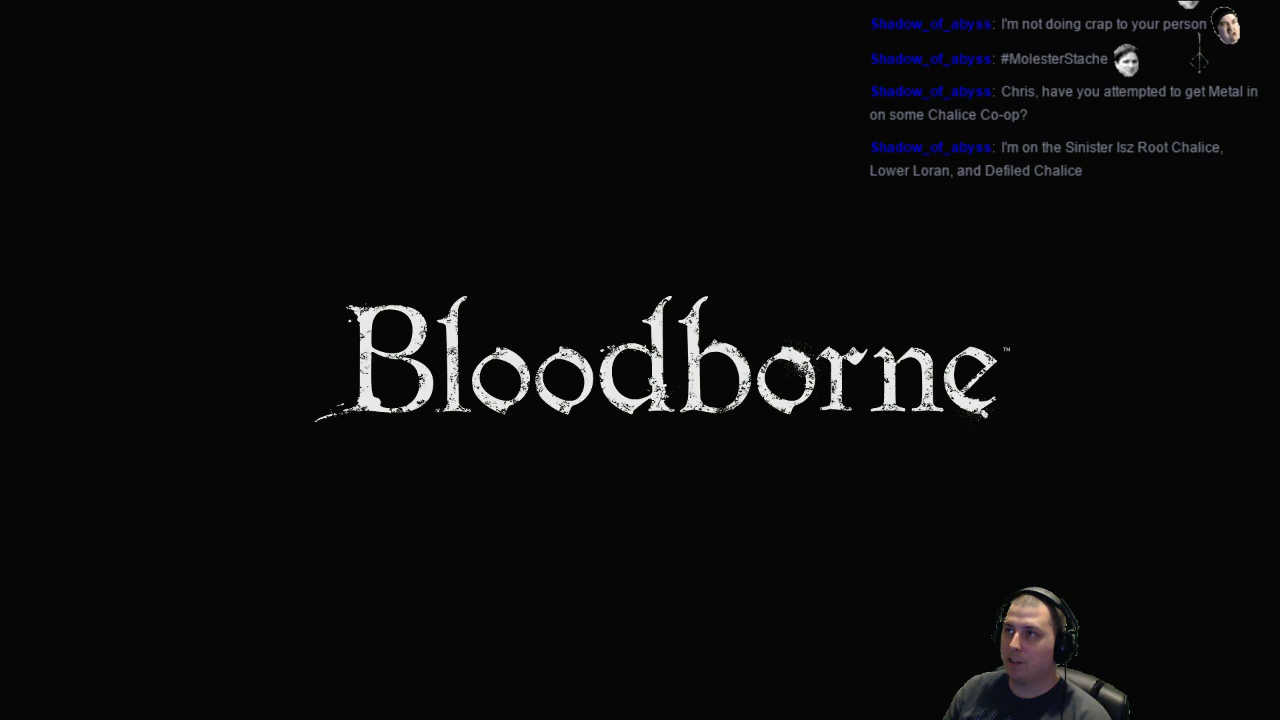 Shadow_of_abyss: I'm not doing crap to your person
Shadow_of_abyss: #MolesterStache
Shadow_of_abyss: Chris, have you attempted to get Metal in
on some Chalice Co-op?
Shadow_of_abyss: I'm on the Sinister Isz Root Chalice,
Lower Loran, and Defiled Chalice
Bloodborne™